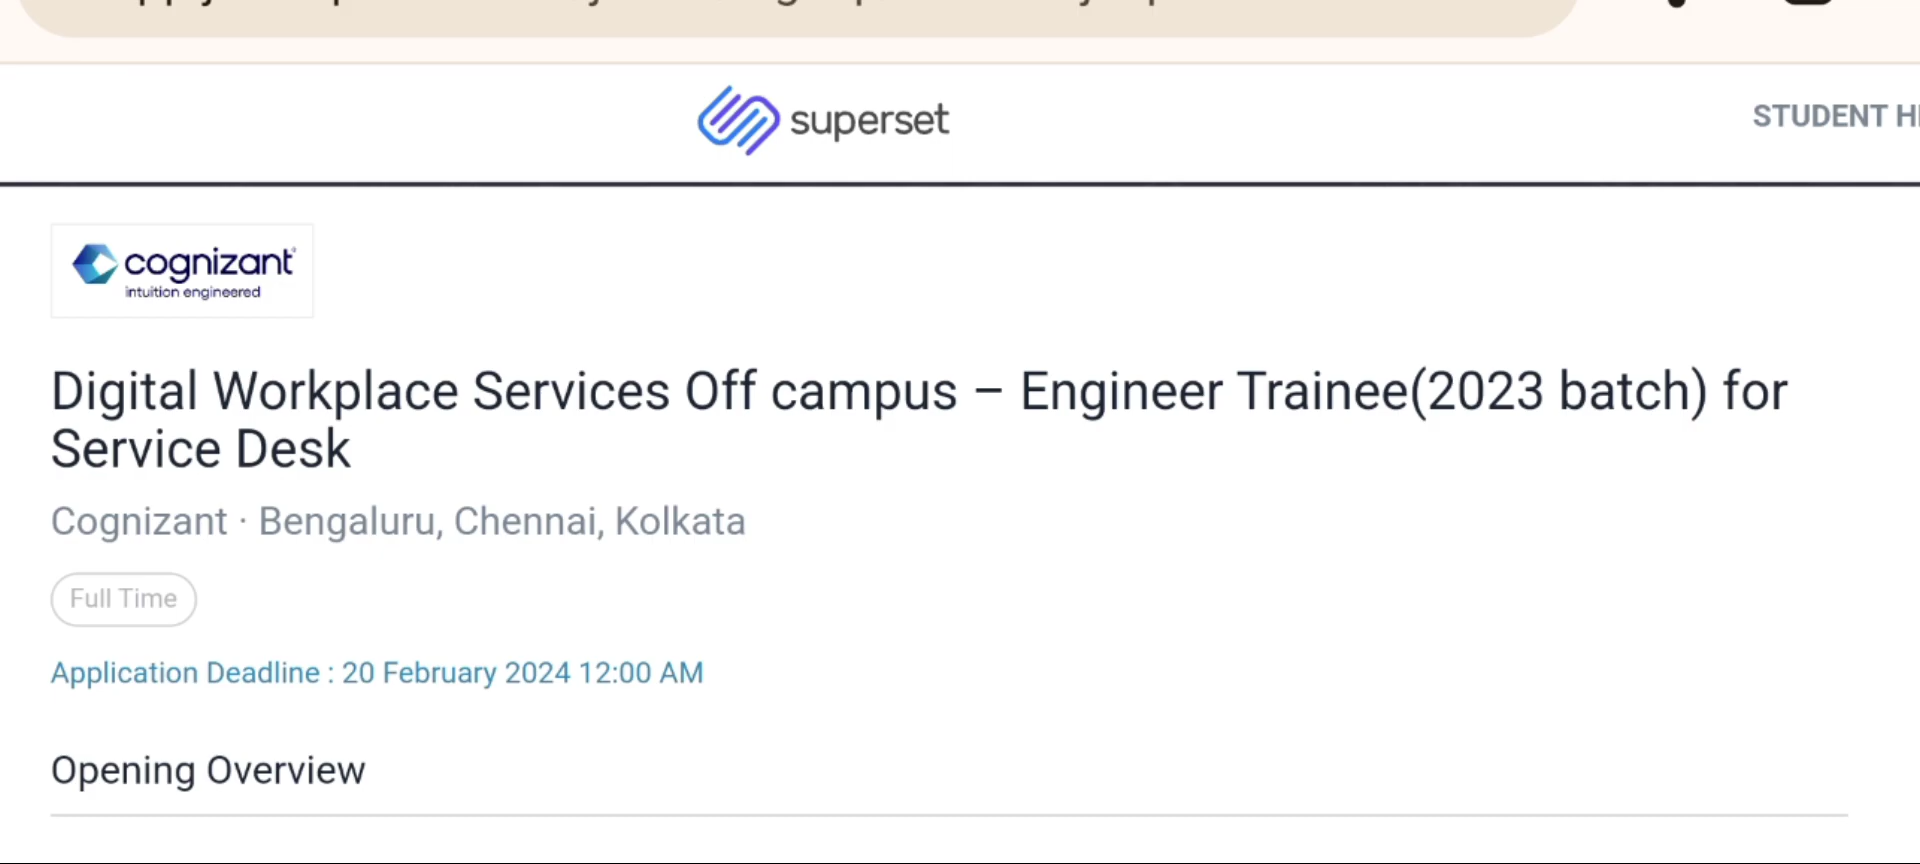 superset
STUDENT
cognizant
intuition engineered
Digital Workplace Services Off campus – Engineer Trainee(2023 batch) for
Service Desk
Cognizant · Bengaluru, Chennai, Kolkata
Full Time
Application Deadline : 20 February 2024 12:00 AM
Opening Overview